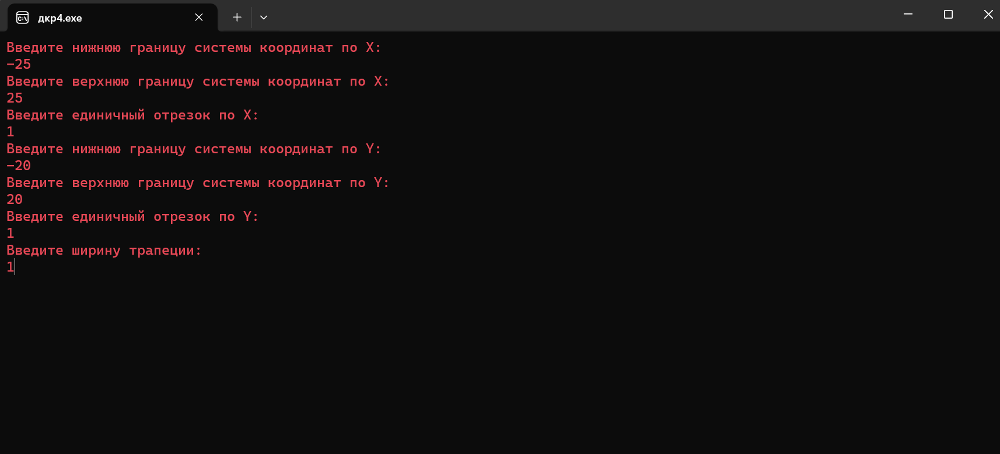 дкр4.exe
Введите нижнюю границу системы координат по X:
-25
Введите верхнюю границу системы координат по X:
25
Введите единичный отрезок по X:
1
Введите нижнюю границу системы координат по Y:
-20
Введите верхнюю границу системы координат по Y:
20
Введите единичный отрезок по Y:
1
Введите ширину трапеции:
1